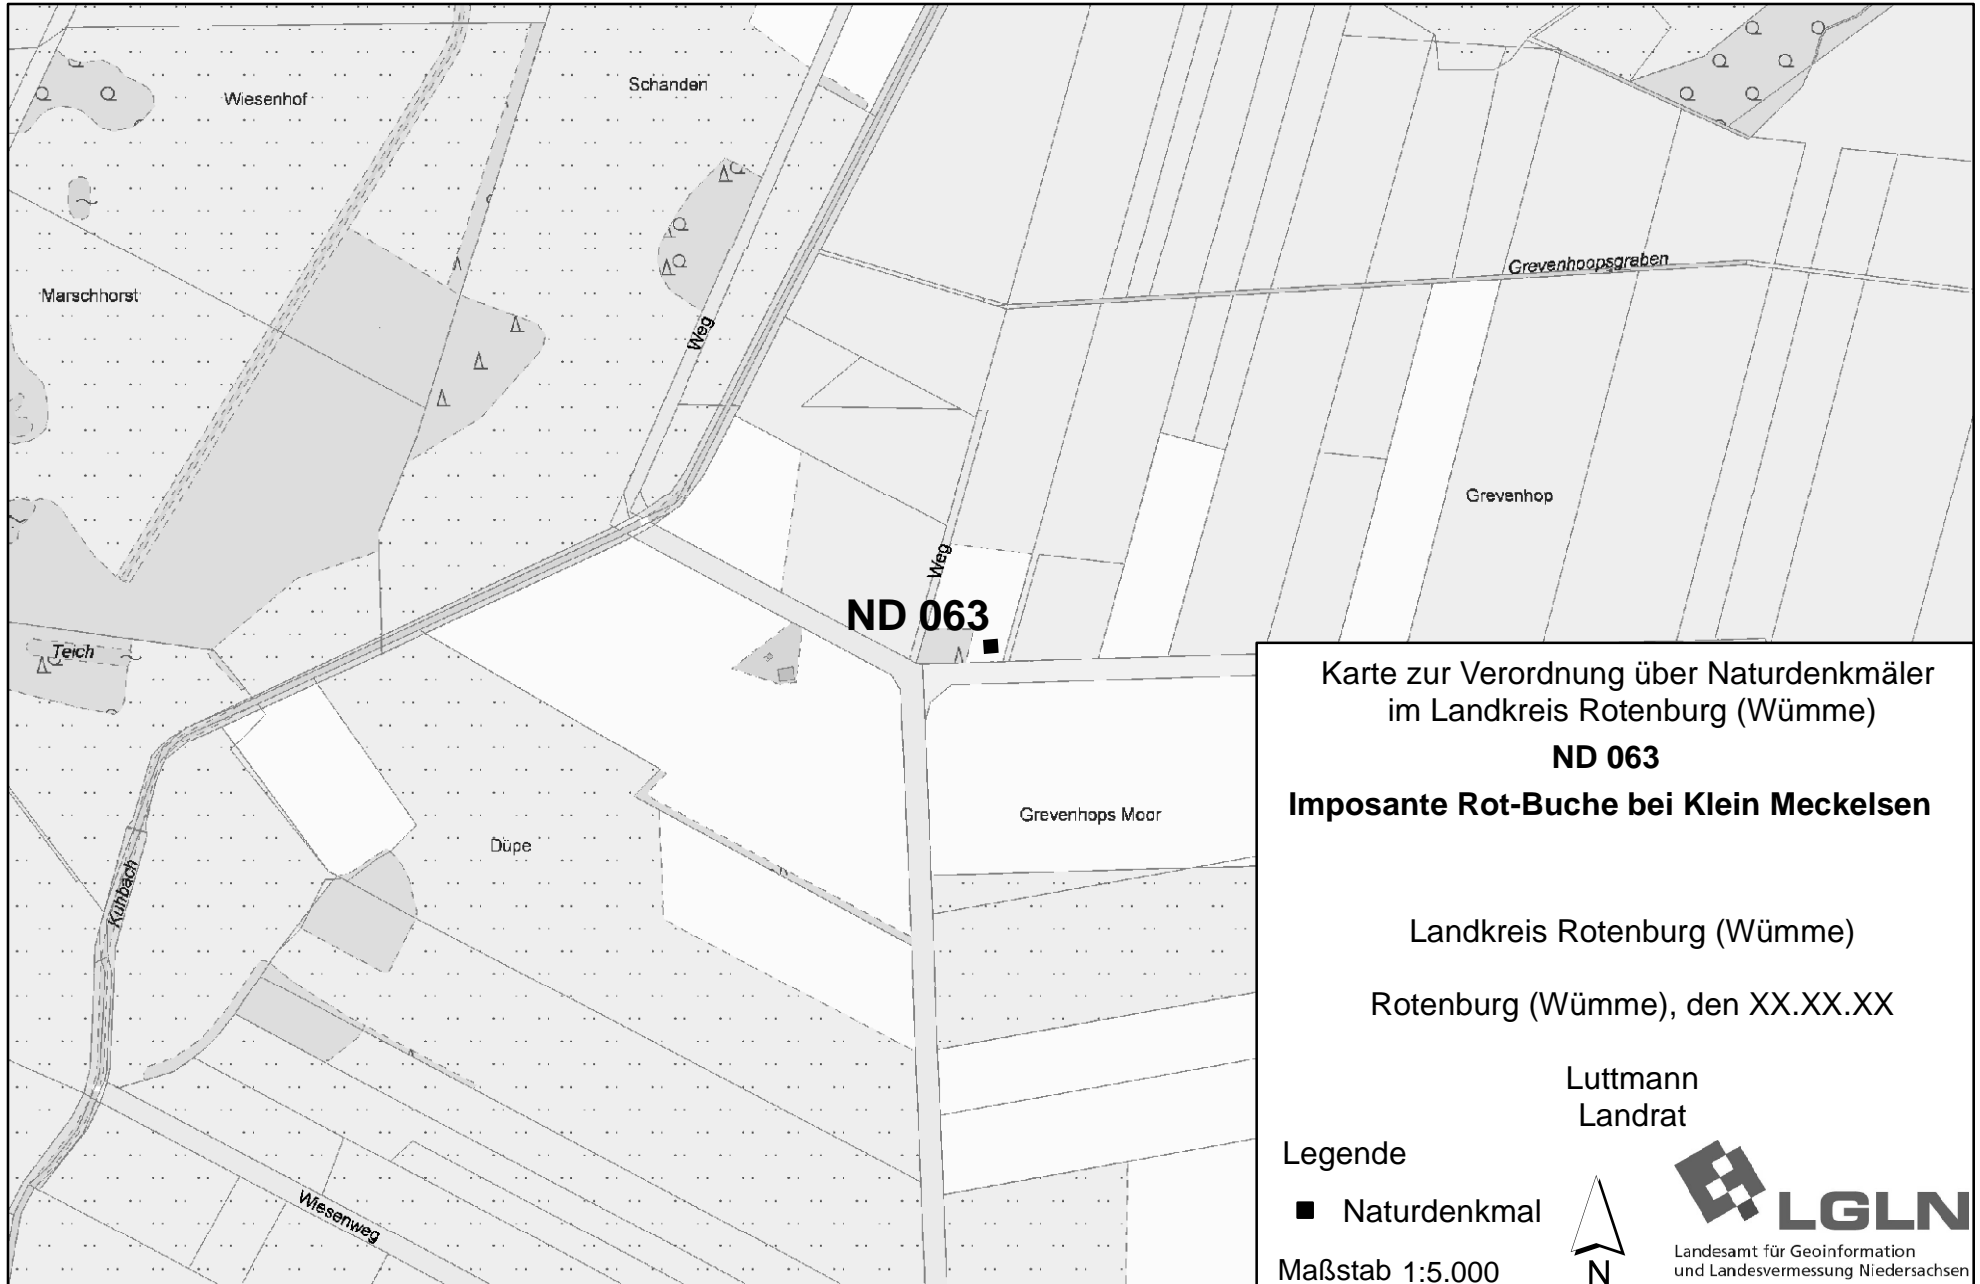 Wiesenhof
Schanden
Marschhorst
Weg
Grevenhoopsgraben
Grevenhop
Weg
ND 063
Teich
Düpe
Grevenhops Moor
Kuhbach
Wiesenweg
Karte zur Verordnung über Naturdenkmäler
im Landkreis Rotenburg (Wümme)
ND 063
Imposante Rot-Buche bei Klein Meckelsen
Landkreis Rotenburg (Wümme)
Rotenburg (Wümme), den XX.XX.XX
Luttmann
Landrat
Legende
Naturdenkmal
Maßstab 1:5.000
N
LGLN
Landesamt für Geoinformation
und Landesvermessung Niedersachsen